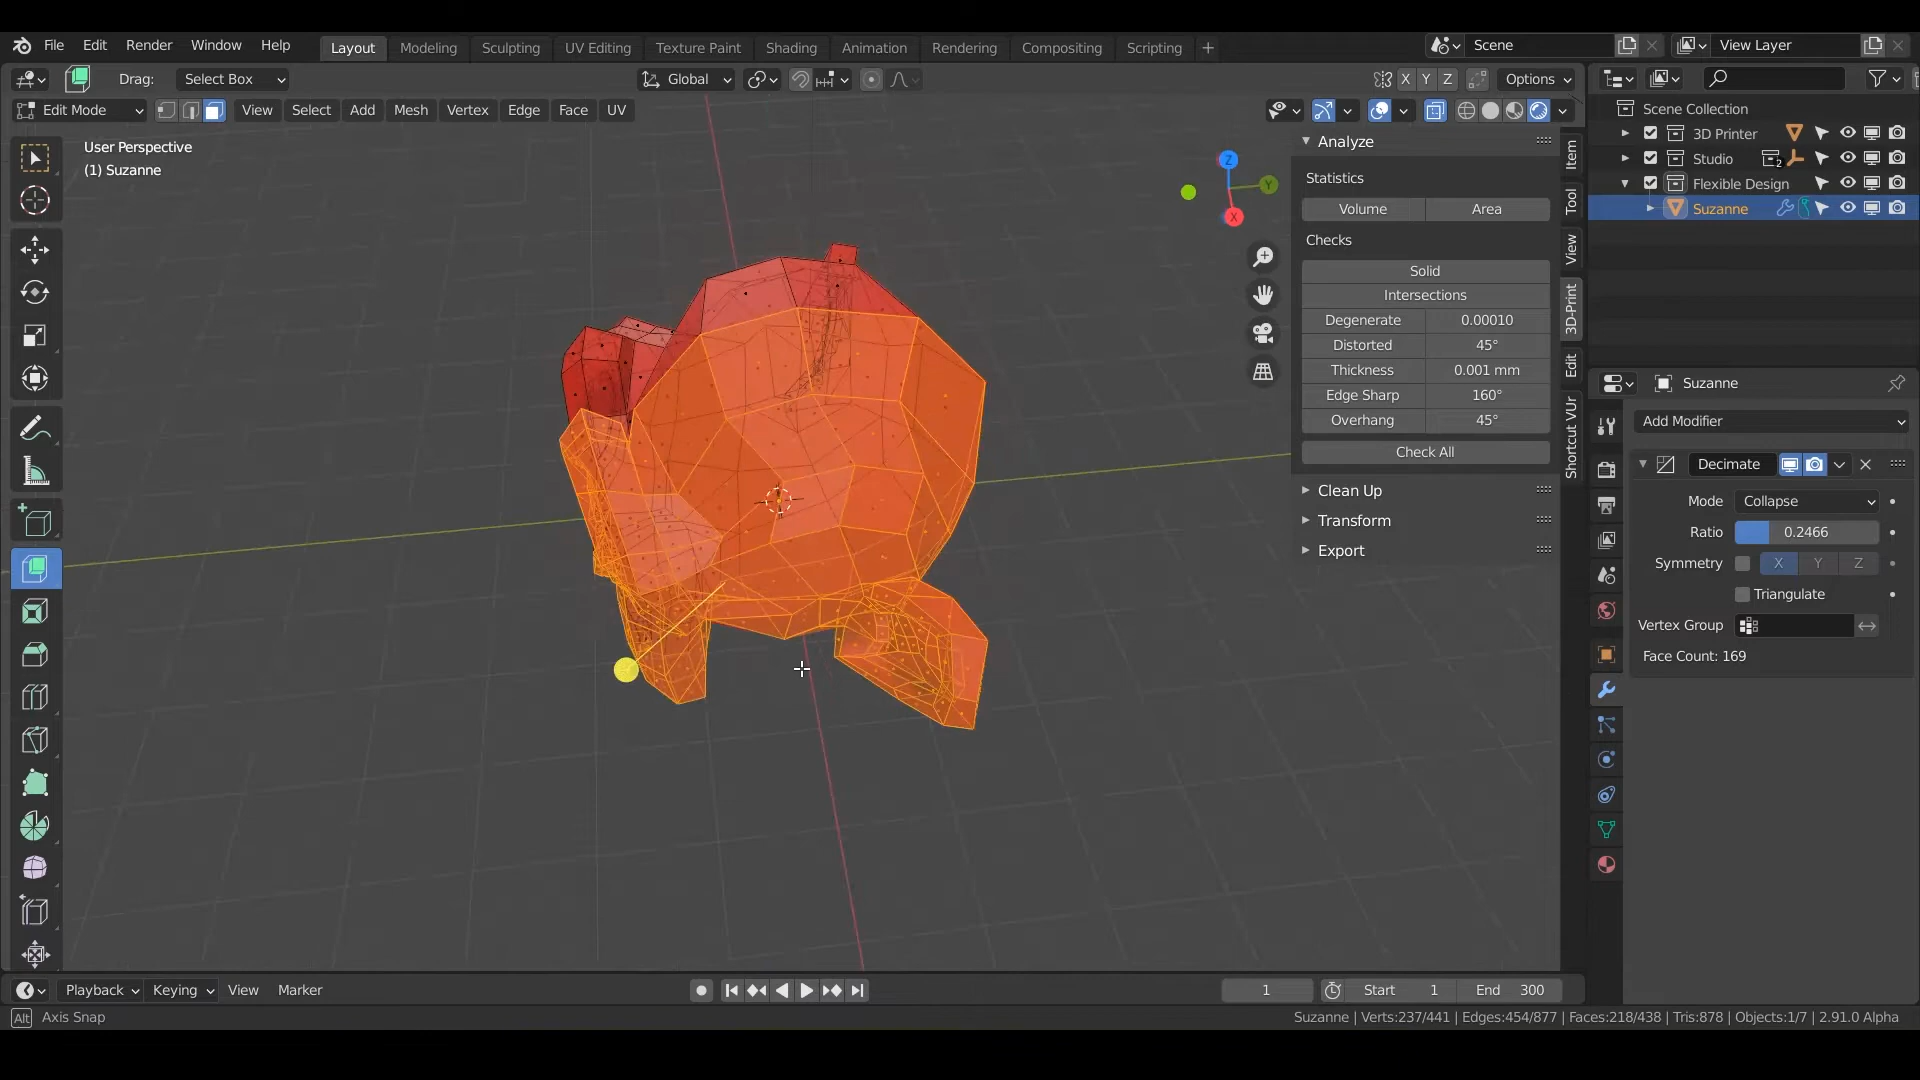 File Edit Render Window Help Layout Modeling Sculpting UV Editing Texture Paint Shading Animation Rendering Compositing Scripting + Scene View Layer
Drag: Select Box Global X Y Z Options
Edit Mode View Select Add Mesh Vertex Edge Face UV
User Perspective
(1) Suzanne
Z
Y
X
Analyze
Statistics
Volume Area
Checks
Solid
Intersections
Degenerate 0.00010
Distorted 45°
Thickness 0.001 mm
Edge Sharp 160°
Overhang 45°
Check All
Clean Up
Transform
Export
Item
Tool
View
3D-Print
Edit
Shortcut VUr
Scene Collection
3D Printer
Studio 2
Flexible Design
Suzanne
Suzanne
Add Modifier
Decimate
Mode Collapse
Ratio 0.2466
Symmetry X Y Z
Triangulate
Vertex Group
Face Count: 169
Playback Keying View Marker 1 Start 1 End 300
Alt Axis Snap Suzanne | Verts:237/441 | Edges:454/877 | Faces:218/438 | Tris:878 | Objects:1/7 | 2.91.0 Alpha